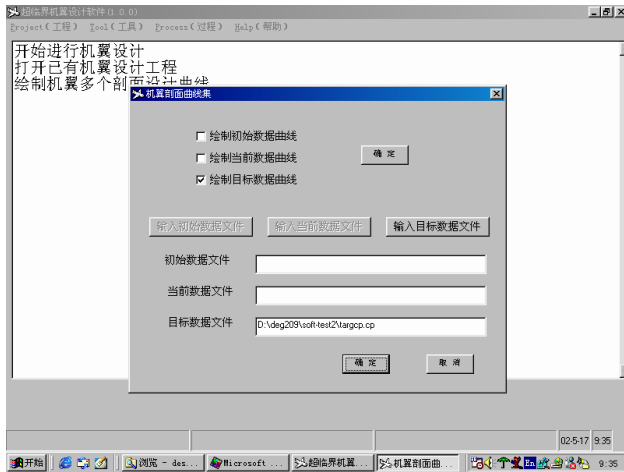 超临界机翼设计软件(1.0.0)
Project(工程) Tool(工具) Process(过程) Help(帮助)
开始进行机翼设计
打开已有机翼设计工程
绘制机翼多个剖面设计曲线
机翼剖面曲线集
绘制初始数据曲线
绘制当前数据曲线
确 定
绘制目标数据曲线
输入初始数据文件 输入当前数据文件 输入目标数据文件
初始数据文件
当前数据文件
目标数据文件 D:\deg209\soft-test2\targcp.cp
确 定 取 消
02-5-17 9:35
开始 浏览 - des... Microsoft ... 超临界机翼... 机翼剖面曲... En 9:35